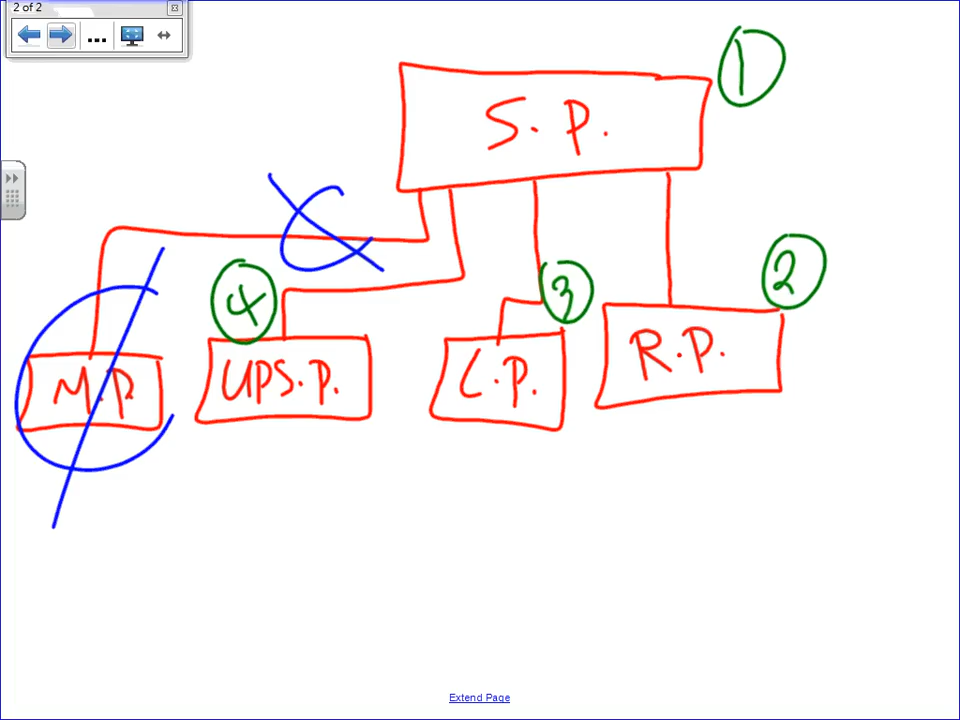 2 of 2
...
1
S. P.
4
3
2
M.P.
UPS.P.
C.P.
R.P.
Extend Page